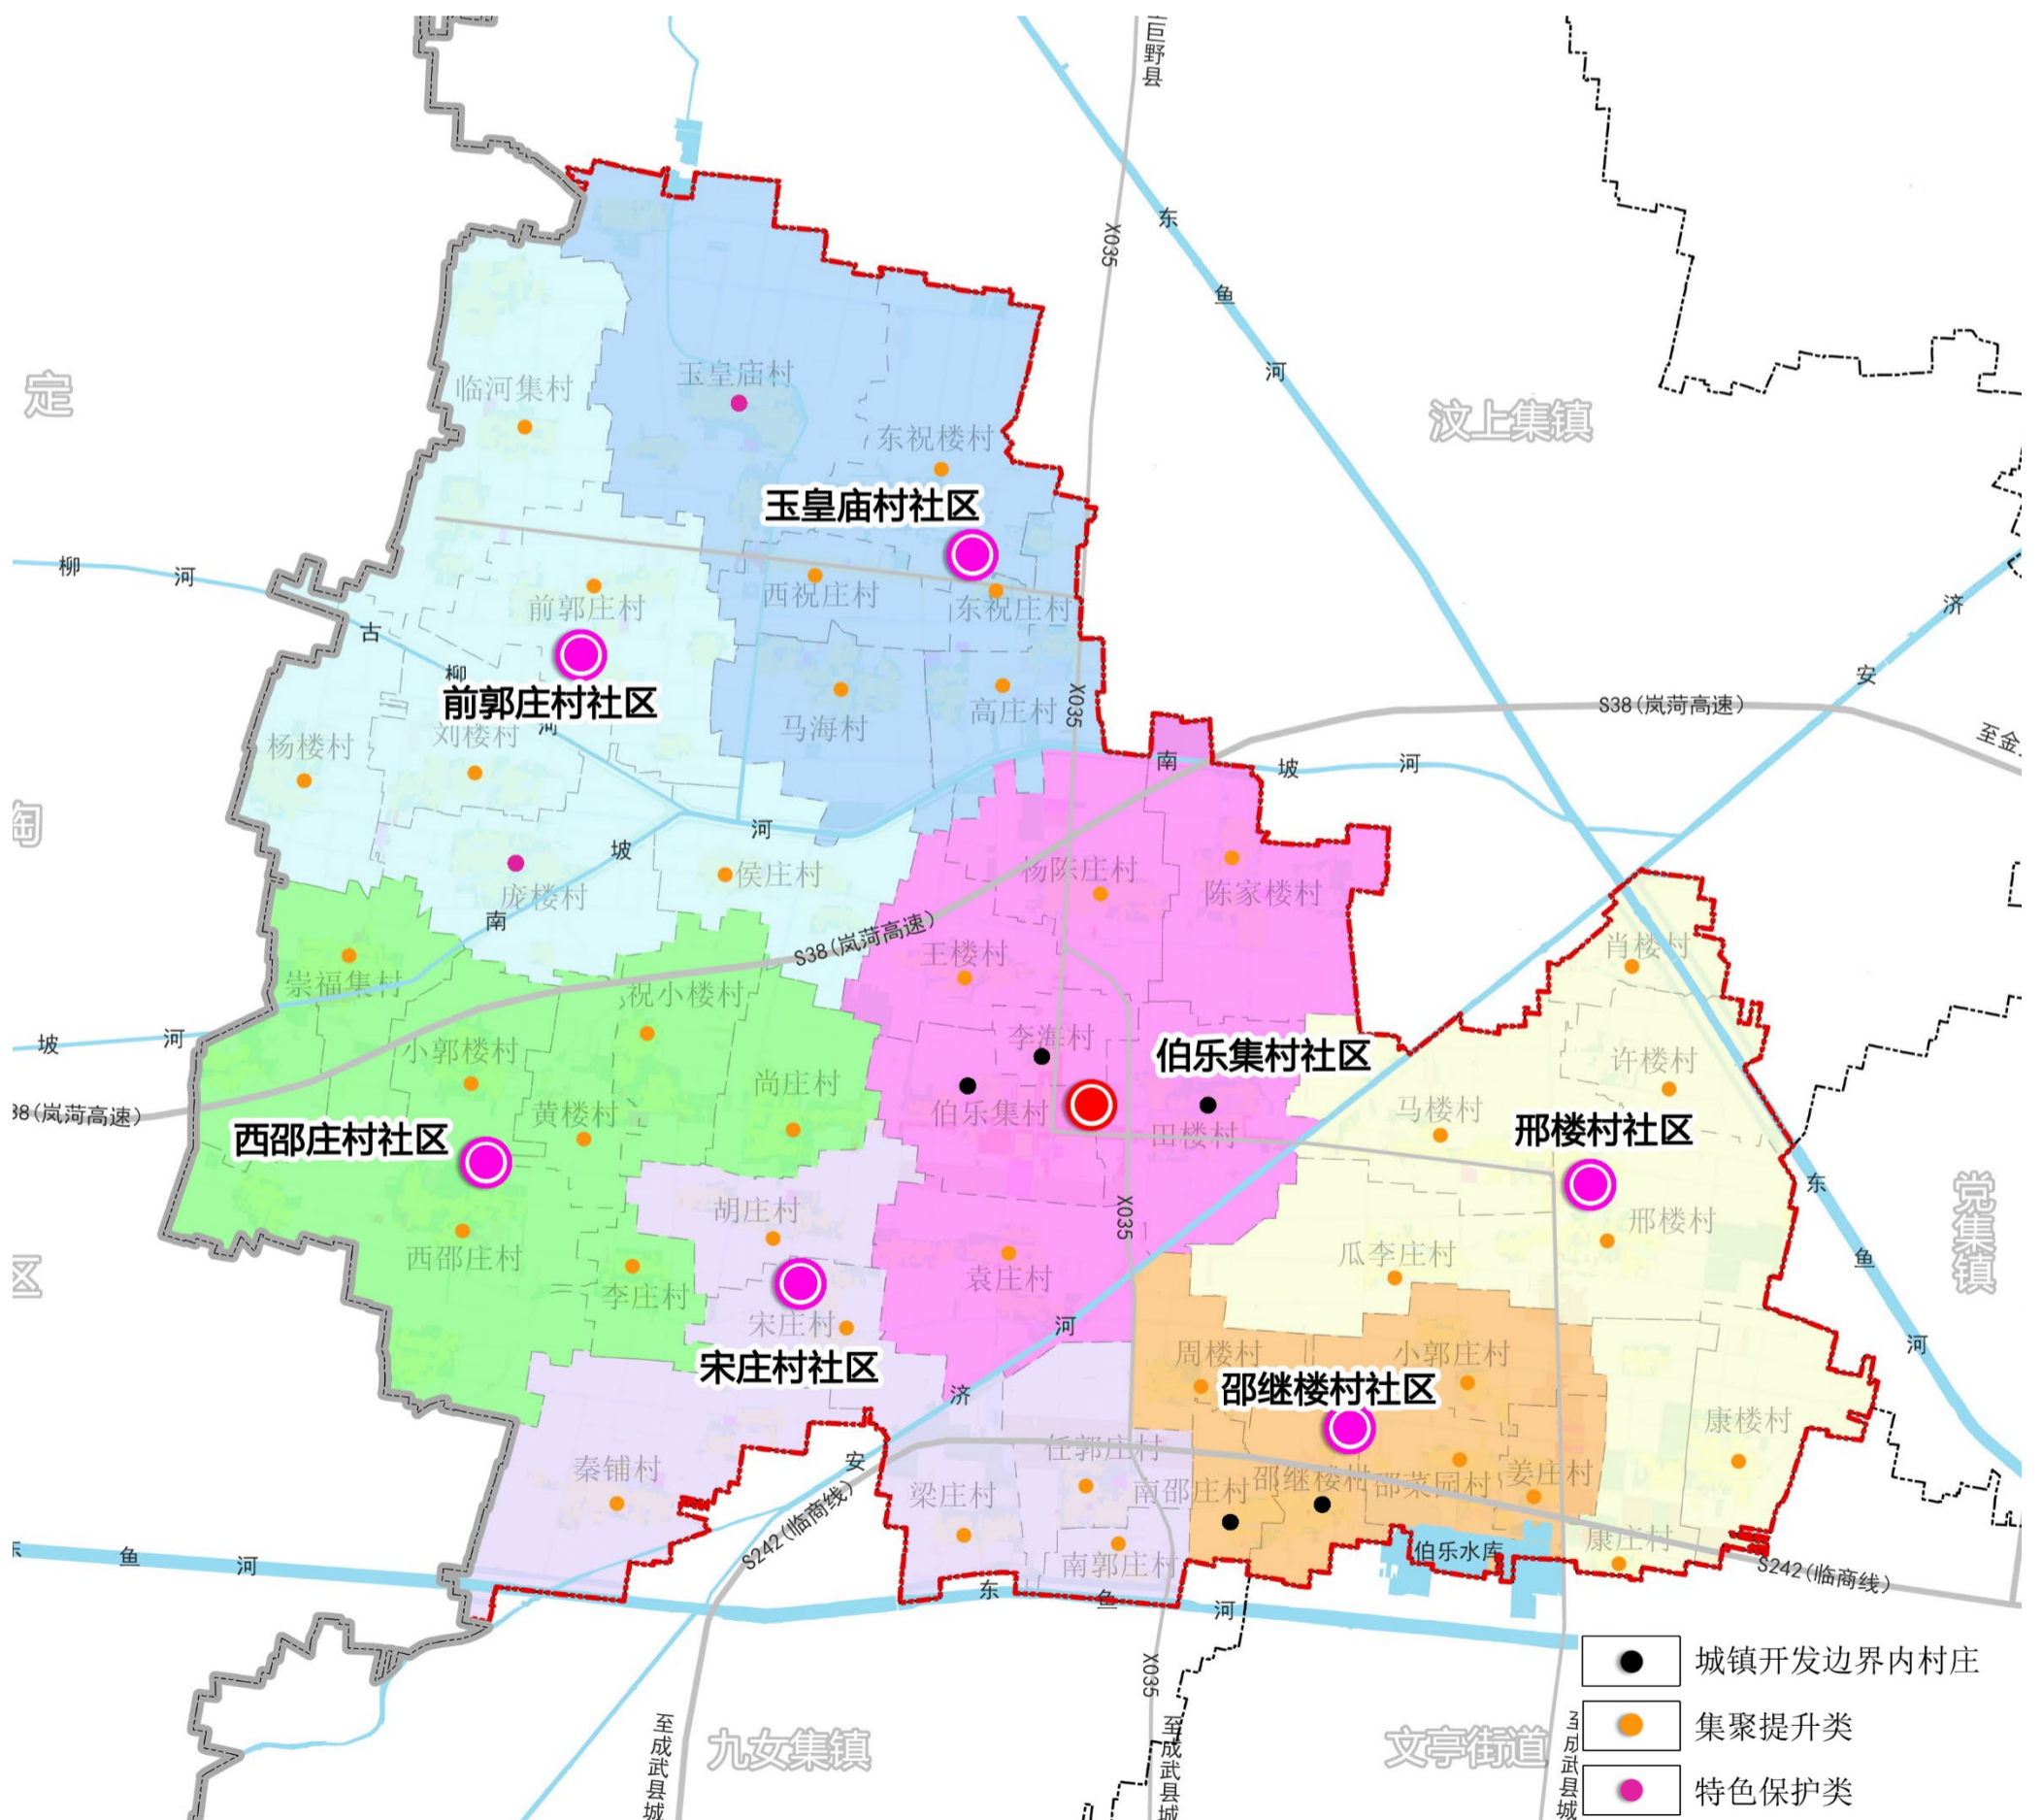 至巨野县
X035
东
鱼
河
定
汶上集镇
临河集村
玉皇庙村
东祝楼村
玉皇庙村社区
柳
河
古
柳
河
前郭庄村
西祝庄村
东祝庄村
济
安
前郭庄村社区
马海村
高庄村
X035
S38(岚菏高速)
至金
杨楼村
刘楼村
南
坡
河
陶
坡
河
庞楼村
侯庄村
南
杨陈庄村
陈家楼村
S38(岚菏高速)
崇福集村
祝小楼村
王楼村
肖楼村
坡
河
小郭楼村
尚庄村
李海村
伯乐集村社区
许楼村
38(岚菏高速)
黄楼村
伯乐集村
田楼村
马楼村
邢楼村社区
西邵庄村社区
东
胡庄村
X035
邢楼村
党集镇
西邵庄村
李庄村
袁庄村
瓜李庄村
鱼
区
宋庄村
河
周楼村
小郭庄村
河
宋庄村社区
济
邵继楼村社区
康楼村
秦铺村
安
任郭庄村
梁庄村
南邵庄村
邵继楼村
邵菜园村
姜庄村
S242(临商线)
东
鱼
河
南郭庄村
伯乐水库
康庄村
S242(临商线)
东
鱼
河
X035
城镇开发边界内村庄
至成武县城
九女集镇
至成武县城
文亭街道
至成武县城
集聚提升类
特色保护类